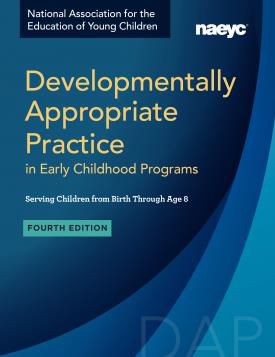 National Association for the
Education of Young Children
naeyc
Developmentally
Appropriate
Practice
in Early Childhood Programs
Serving Children from Birth Through Age 8
FOURTH EDITION
DAP